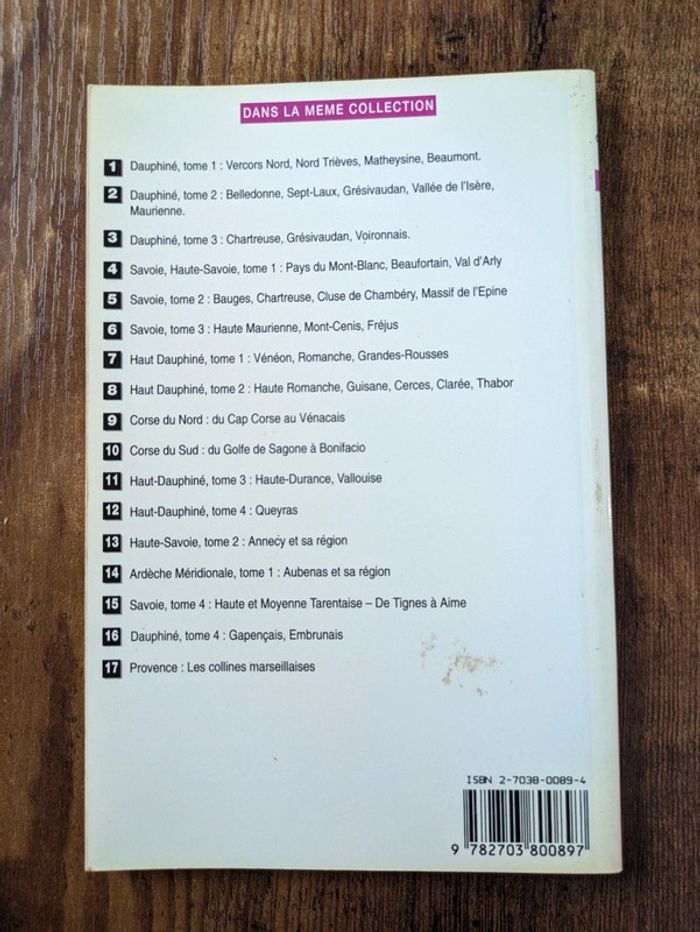 DANS LA MEME COLLECTION
1 Dauphiné, tome 1 : Vercors Nord, Nord Trièves, Matheysine, Beaumont.
2 Dauphiné, tome 2 : Belledonne, Sept-Laux, Grésivaudan, Vallée de l'Isère,
Maurienne.
3 Dauphiné, tome 3 : Chartreuse, Grésivaudan, Voironnais.
4 Savoie, Haute-Savoie, tome 1 : Pays du Mont-Blanc, Beaufortain, Val d'Arly
5 Savoie, tome 2 : Bauges, Chartreuse, Cluse de Chambéry, Massif de l'Epine
6 Savoie, tome 3 : Haute Maurienne, Mont-Cenis, Fréjus
7 Haut Dauphiné, tome 1 : Vénéon, Romanche, Grandes-Rousses
8 Haut Dauphiné, tome 2 : Haute Romanche, Guisane, Cerces, Clarée, Thabor
9 Corse du Nord : du Cap Corse au Vénacais
10 Corse du Sud : du Golfe de Sagone à Bonifacio
11 Haut-Dauphiné, tome 3 : Haute-Durance, Vallouise
12 Haut-Dauphiné, tome 4 : Queyras
13 Haute-Savoie, tome 2 : Annecy et sa région
14 Ardèche Méridionale, tome 1 : Aubenas et sa région
15 Savoie, tome 4 : Haute et Moyenne Tarentaise – De Tignes à Aime
16 Dauphiné, tome 4 : Gapençais, Embrunais
17 Provence : Les collines marseillaises
ISBN 2-7038-0089-4
9 782703 800897